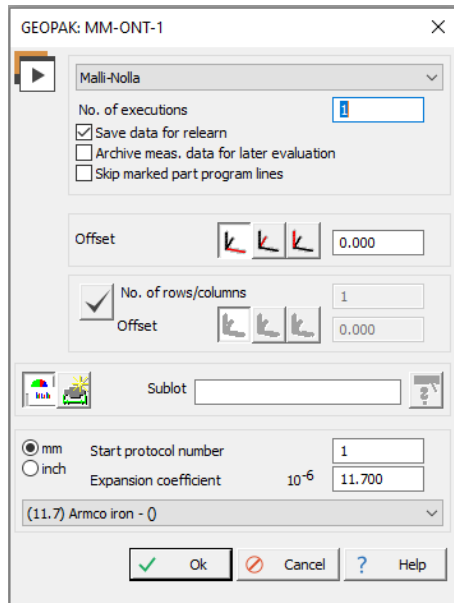 GEOPAK: MM-ONT-1
Malli-Nolla
No. of executions 1
Save data for relearn
Archive meas. data for later evaluation
Skip marked part program lines
Offset 0.000
No. of rows/columns 1
Offset 0.000
Sublot
mm Start protocol number 1
inch Expansion coefficient 10-6 11.700
(11.7) Armco iron - ()
Ok Cancel ? Help